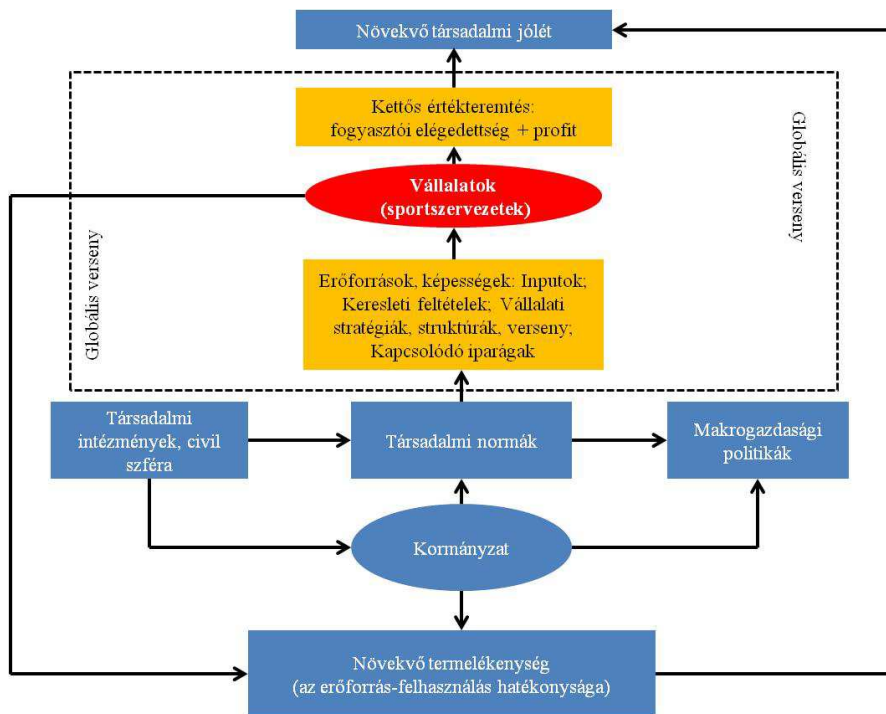 Növekvő társadalmi jólét
Kettős értékteremtés:
fogyasztói elégedettség + profit
Globális verseny
Vállalatok
(sportszervezetek)
Globális verseny
Erőforrások, képességek: Inputok;
Keresleti feltételek; Vállalati
stratégiák, struktúrák, verseny;
Kapcsolódó iparágak
Társadalmi
intézmények, civil
szféra
Társadalmi normák
Makrogazdasági
politikák
Kormányzat
Növekvő termelékenység
(az erőforrás-felhasználás hatékonysága)